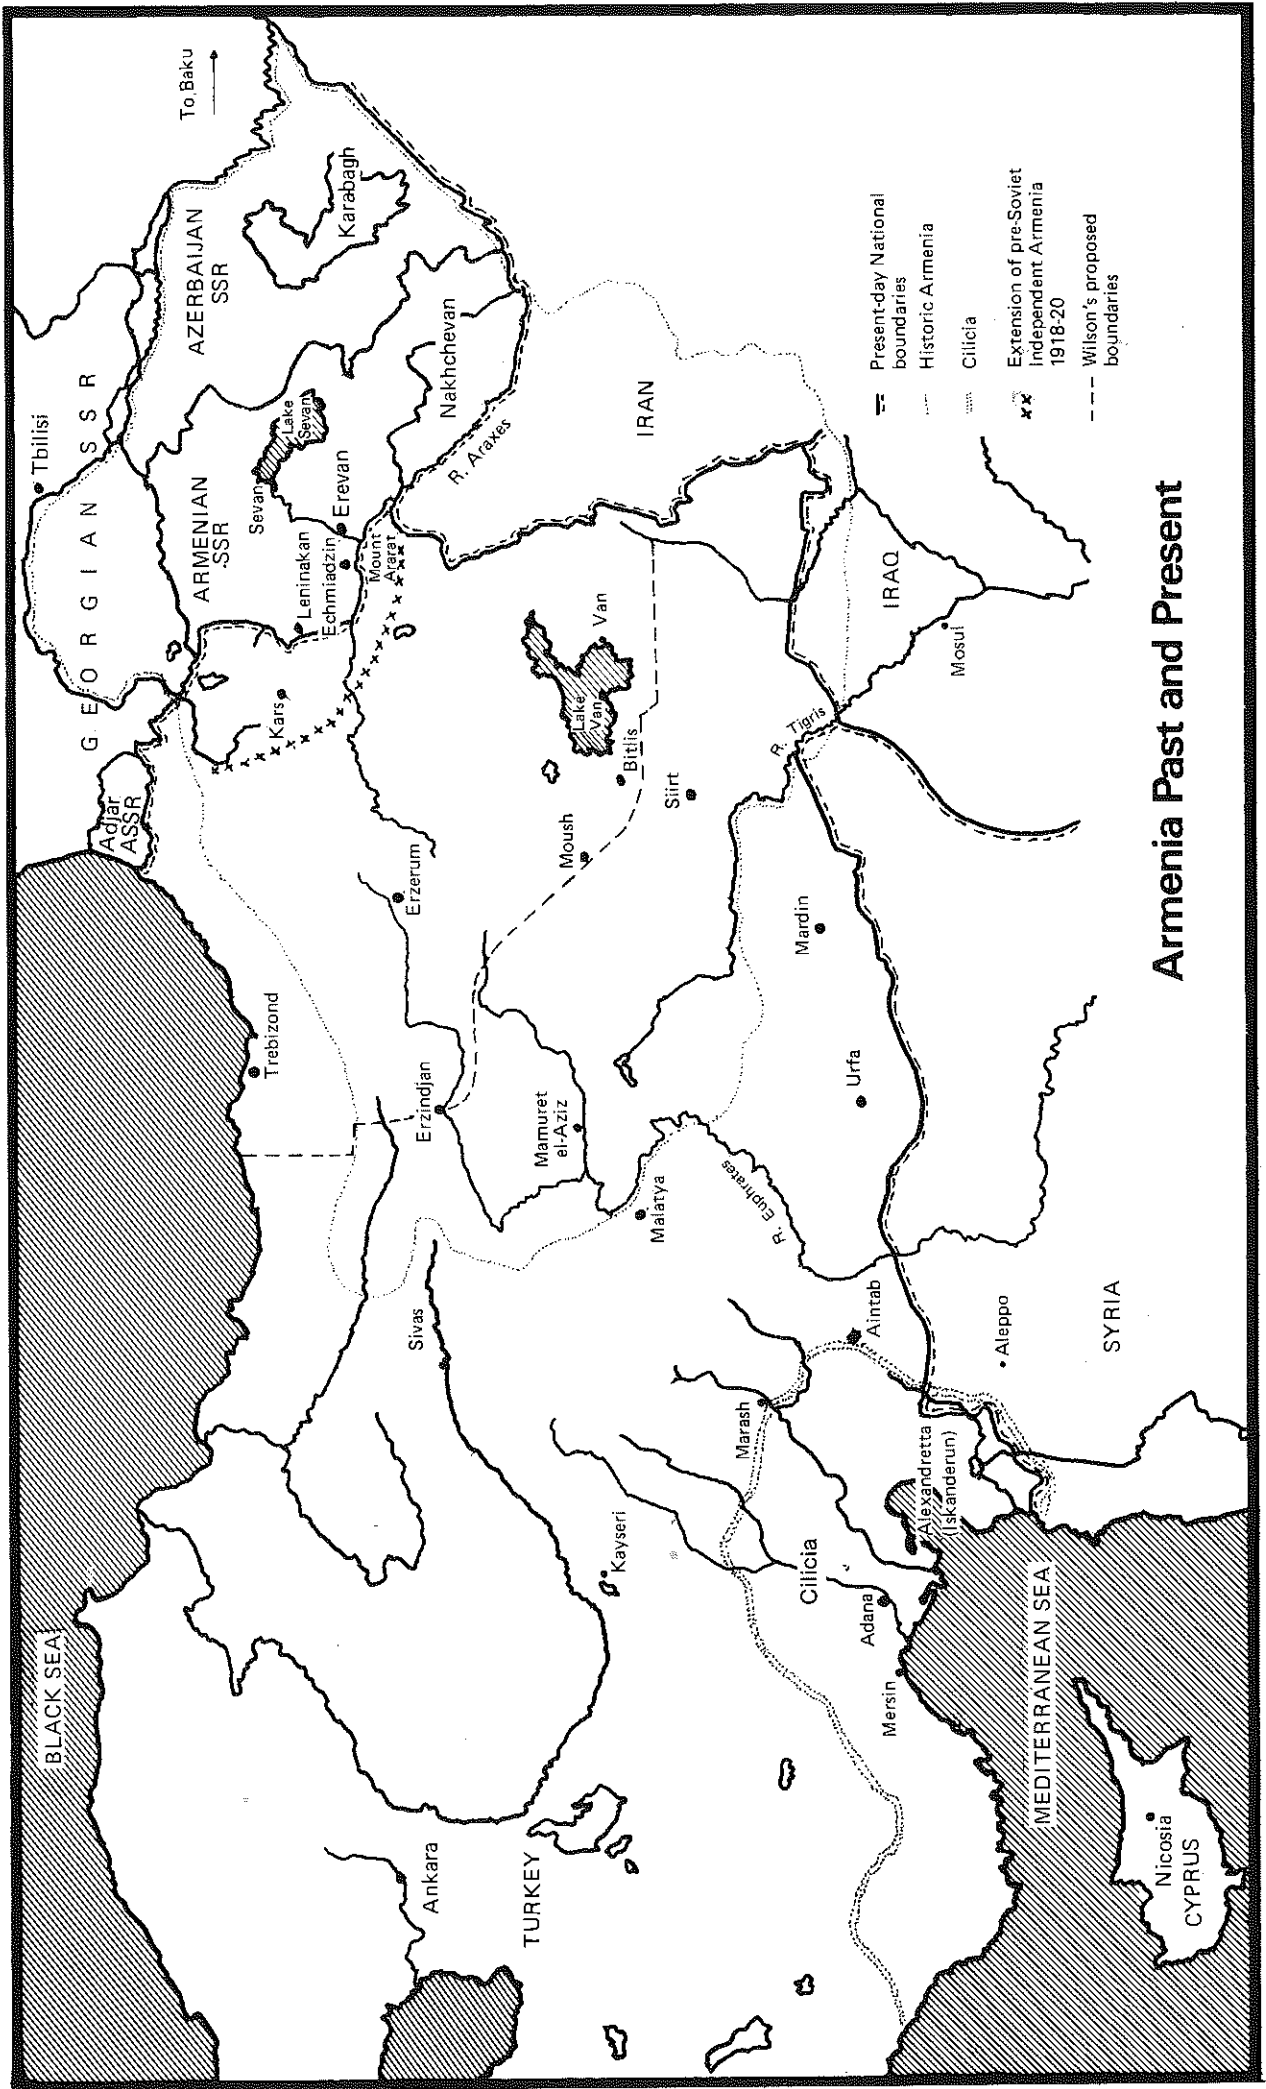 BLACK SEA
G E O R G I A N S S R
Tbilisi
To Baku
Adjar
ASSR
AZERBAIJAN
SSR
ARMENIAN
SSR
Karabagh
Lake
Sevan
Sevan
Erevan
Leninakan
Echmiadzin
Mount
Ararat
Nakhchevan
R. Araxes
Kars
Trebizond
Erzerum
Erzindjan
Mamuret
el-Aziz
Moush
Bitlis
Lake
Van
Van
Siirt
IRAN
Sivas
Malatya
Ankara
TURKEY
Kayseri
Marash
Cilicia
Adana
Mersin
Aintab
R. Euphrates
Urfa
Mardin
R. Tigris
IRAQ
Mosul
Alexandretta
(Iskanderun)
Aleppo
SYRIA
MEDITERRANEAN SEA
Nicosia
CYPRUS
Present-day National
boundaries
Historic Armenia
Cilicia
Extension of pre-Soviet
Independent Armenia
1918-20
Wilson's proposed
boundaries
Armenia Past and Present